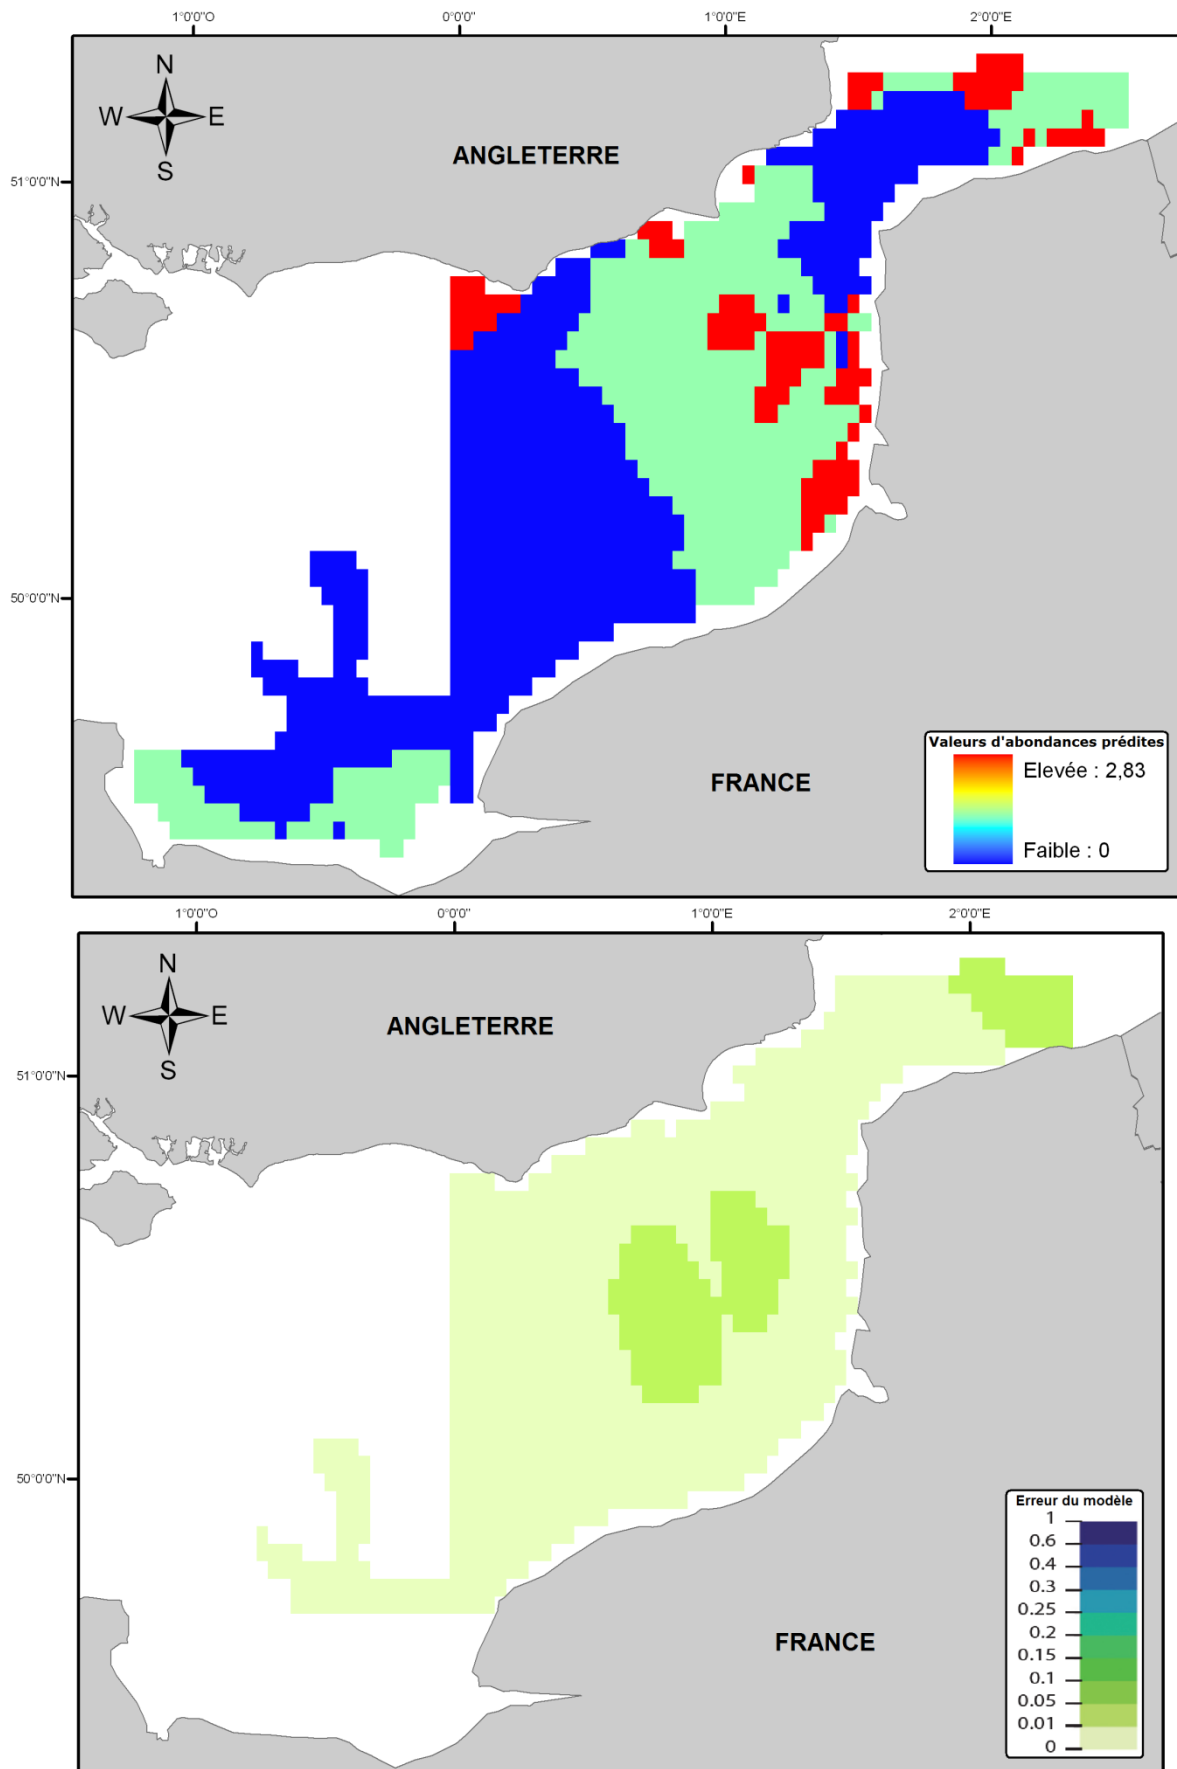 1°0'0"O 0°0'0" 1°0'0"E 2°0'0"E
N
W E
S
ANGLETERRE
51°0'0"N
50°0'0"N
FRANCE
Valeurs d'abondances prédites
Elevée : 2,83
Faible : 0
1°0'0"O 0°0'0" 1°0'0"E 2°0'0"E
N
W E
S
ANGLETERRE
51°0'0"N
50°0'0"N
FRANCE
Erreur du modèle
1
0.6
0.4
0.3
0.25
0.2
0.15
0.1
0.05
0.01
0